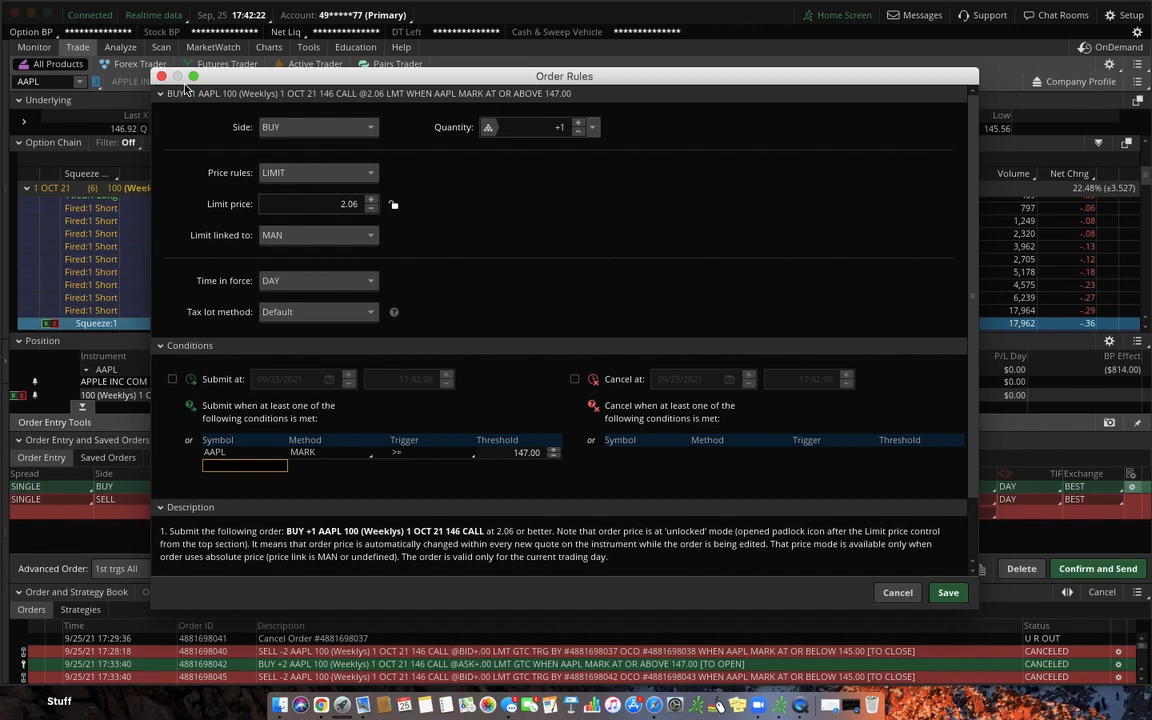 Connected Realtime data Sep, 25 17:42:22 Account: 49*****77 (Primary) Home Screen Messages Support Chat Rooms Setup
Option BP ************** Stock BP ************** Net Liq ************** DT Left ************** Cash & Sweep Vehicle **************
Monitor Trade Analyze Scan MarketWatch Charts Tools Education Help OnDemand
All Products Forex Trader Futures Trader Active Trader Pairs Trader
AAPL Company Profile
Order Rules
BUY +1 AAPL 100 (Weeklys) 1 OCT 21 146 CALL @2.06 LMT WHEN AAPL MARK AT OR ABOVE 147.00
Underlying
Last X Low
146.92 Q 145.56
Side: BUY Quantity: +1
Option Chain Filter: Off
Squeeze ... Volume Net Chng
Price rules: LIMIT
1 OCT 21 (6) 100 (Week 22.48% (±3.527)
Limit price: 2.06
Fired:1 Short 797 -.06
Fired:1 Short 1,249 -.08
Fired:1 Short 2,320 -.08
Limit linked to: MAN
Fired:1 Short 3,962 -.13
Fired:1 Short 2,705 -.12
Fired:1 Short 5,178 -.18
Time in force: DAY
Fired:1 Short 4,575 -.23
Fired:1 Short 6,239 -.27
Fired:1 Short 17,964 -.29
Tax lot method: Default
Squeeze:1 17,962 -.36
Position
Conditions
Instrument P/L Day BP Effect
AAPL $0.00 ($814.00)
APPLE INC COM $0.00
100 (Weeklys) 1 O $0.00
Submit at: 09/25/2021 17:42:06 Cancel at: 09/25/2021 17:42:06
Submit when at least one of the following conditions is met:
Cancel when at least one of the following conditions is met:
Order Entry Tools
Order Entry and Saved Orders
or Symbol Method Trigger Threshold or Symbol Method Trigger Threshold
AAPL MARK >= 147.00
Order Entry Saved Orders
Spread Side TIF Exchange
SINGLE BUY DAY BEST
SINGLE SELL DAY BEST
Description
1. Submit the following order: BUY +1 AAPL 100 (Weeklys) 1 OCT 21 146 CALL at 2.06 or better. Note that order price is at 'unlocked' mode (opened padlock icon after the Limit price control
from the top section). It means that order price is automatically changed within every new quote on the instrument while the order is being edited. That price mode is available only when
order uses absolute price (price link is MAN or undefined). The order is valid only for the current trading day.
Advanced Order: 1st trgs All Delete Confirm and Send
Cancel Save
Order and Strategy Book Cancel
Orders Strategies
Time Order ID Description Status
9/25/21 17:29:36 4881698041 Cancel Order #4881698037 U R OUT
9/25/21 17:28:18 4881698040 SELL -2 AAPL 100 (Weeklys) 1 OCT 21 146 CALL @BID+.00 LMT GTC TRG BY #4881698037 OCO #4881698038 WHEN AAPL MARK AT OR BELOW 145.00 [TO CLOSE] CANCELED
9/25/21 17:33:40 4881698042 BUY +2 AAPL 100 (Weeklys) 1 OCT 21 146 CALL @ASK+.00 LMT GTC WHEN AAPL MARK AT OR ABOVE 147.00 [TO OPEN] CANCELED
9/25/21 17:33:40 4881698045 SELL -2 AAPL 100 (Weeklys) 1 OCT 21 146 CALL @BID+.00 LMT GTC TRG BY #4881698042 OCO #4881698043 WHEN AAPL MARK AT OR BELOW 145.00 [TO CLOSE] CANCELED
Stuff